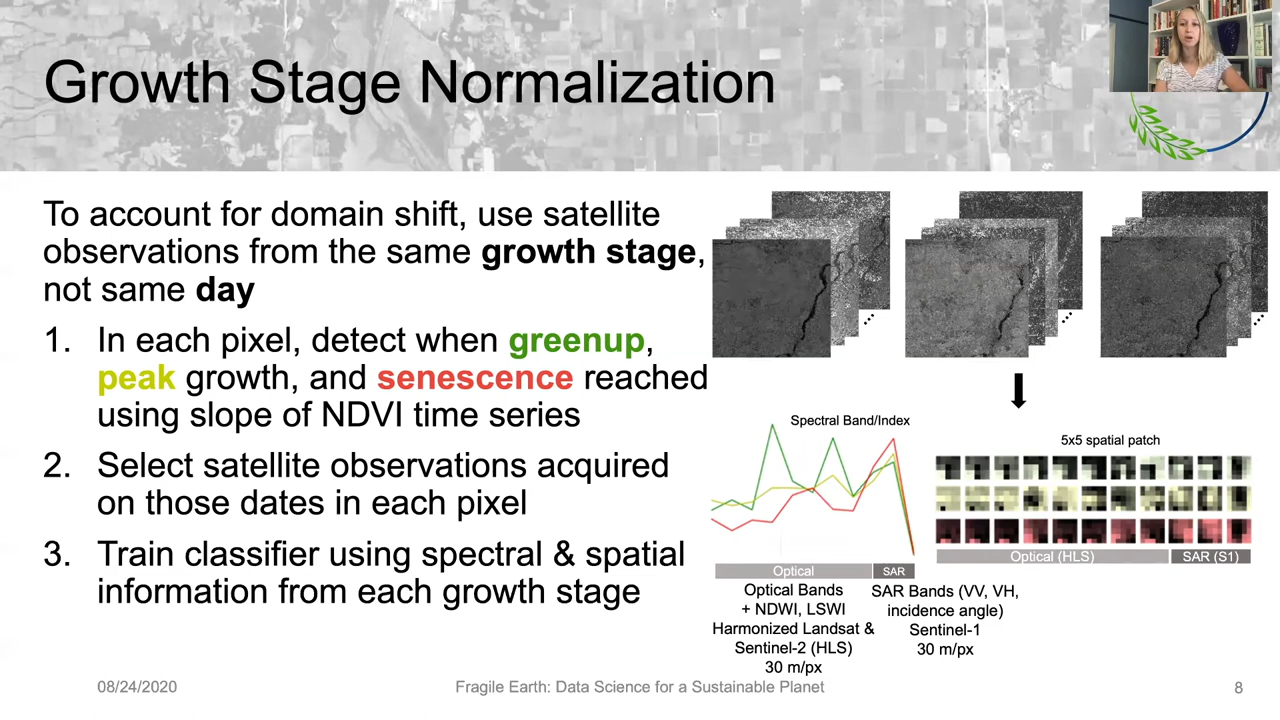 Growth Stage Normalization
To account for domain shift, use satellite
observations from the same growth stage,
not same day
1. In each pixel, detect when greenup,
peak growth, and senescence reached
using slope of NDVI time series
2. Select satellite observations acquired
on those dates in each pixel
3. Train classifier using spectral & spatial
information from each growth stage
Spectral Band/Index
Optical
SAR
Optical Bands
+ NDWI, LSWI
Harmonized Landsat &
Sentinel-2 (HLS)
30 m/px
SAR Bands (VV, VH,
incidence angle)
Sentinel-1
30 m/px
5x5 spatial patch
Optical (HLS)
SAR (S1)
08/24/2020
Fragile Earth: Data Science for a Sustainable Planet
8